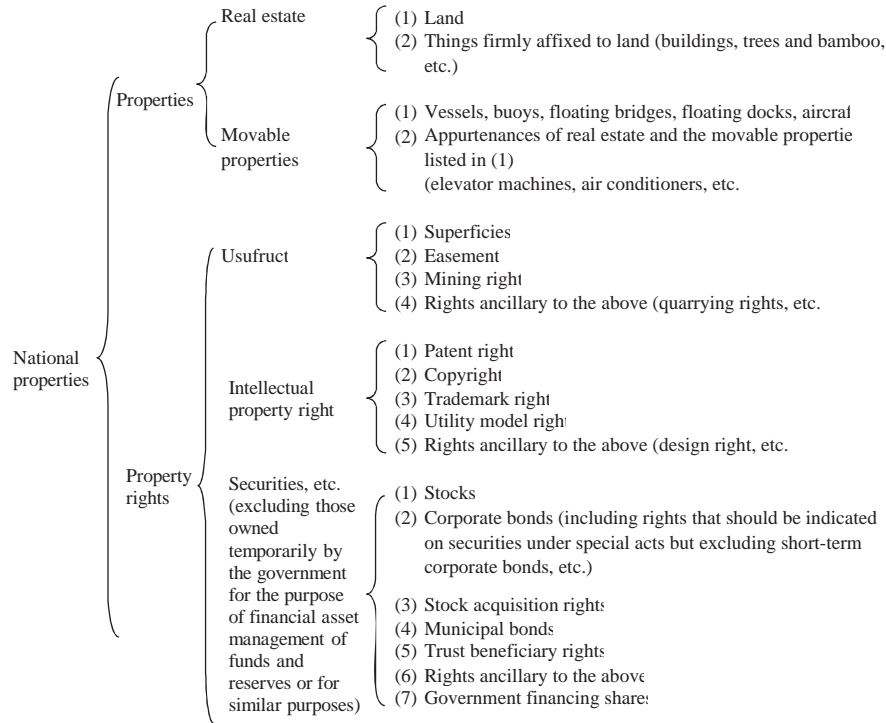 Real estate
(1) Land
(2) Things firmly affixed to land (buildings, trees and bamboo,
etc.)
Properties
Movable
properties
(1) Vessels, buoys, floating bridges, floating docks, aircraf
(2) Appurtenances of real estate and the movable propertie
listed in (1)
(elevator machines, air conditioners, etc.
National
properties
Property
rights
Usufruct
(1) Superficies
(2) Easement
(3) Mining right
(4) Rights ancillary to the above (quarrying rights, etc.
Intellectual
property right
(1) Patent right
(2) Copyright
(3) Trademark right
(4) Utility model righ
(5) Rights ancillary to the above (design right, etc.
Securities, etc.
(excluding those
owned
temporarily by
the government
for the purpose
of financial asset
management of
funds and
reserves or for
similar purposes)
(1) Stocks
(2) Corporate bonds (including rights that should be indicated
on securities under special acts but excluding short-term
corporate bonds, etc.)
(3) Stock acquisition rights
(4) Municipal bonds
(5) Trust beneficiary rights
(6) Rights ancillary to the above
(7) Government financing shares